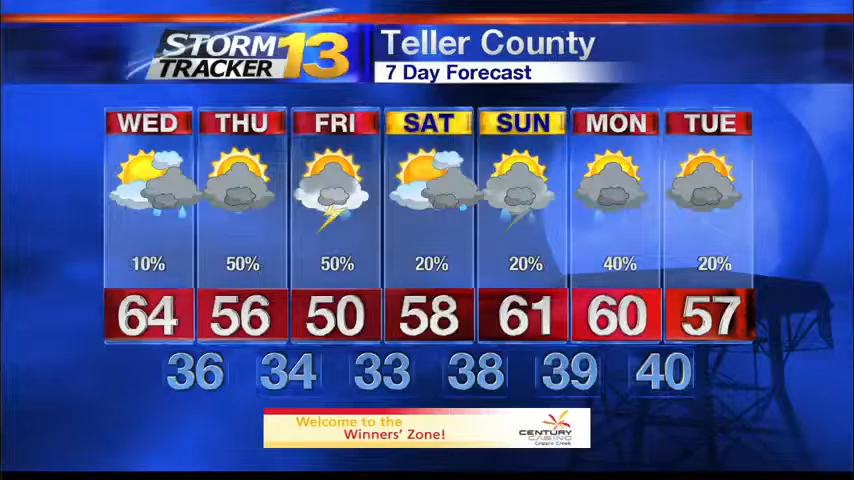 STORM
TRACKER 13
Teller County
7 Day Forecast
WED THU FRI SAT SUN MON TUE
10% 50% 50% 20% 20% 40% 20%
64 56 50 58 61 60 57
36 34 33 38 39 40
Welcome to the
Winners' Zone!
CENTURY
CASINO
Cripple Creek